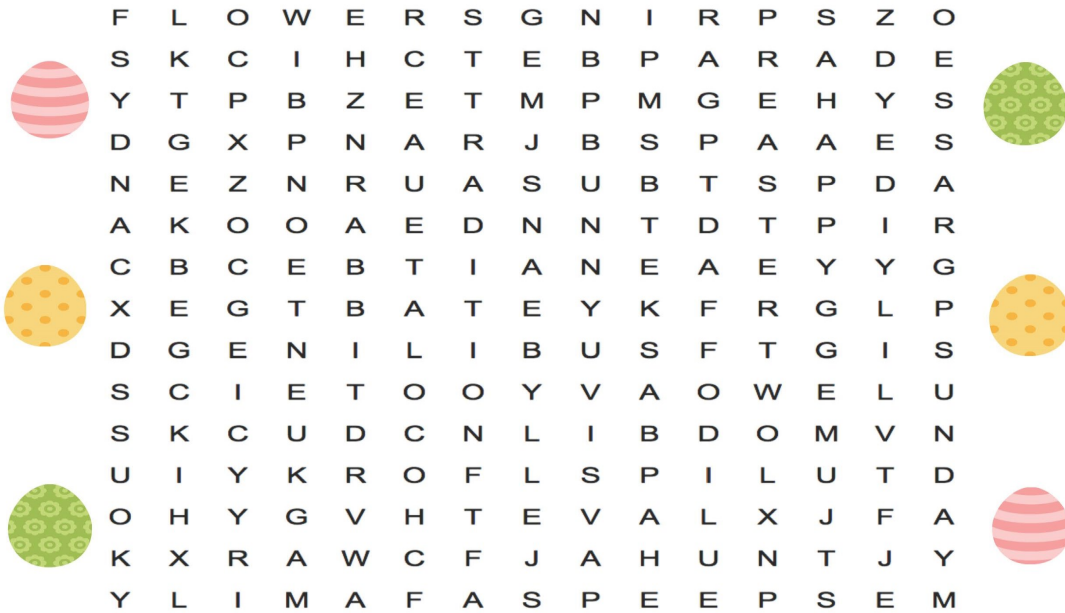 F L O W E R S G N I R P S Z O
S K C I H C T E B P A R A D E
Y T P B Z E T M P M G E H Y S
D G X P N A R J B S P A A E S
N E Z N R U A S U B T S P D A
A K O O A E D N N T D T P I R
C B C E B T I A N E A E Y Y G
X E G T B A T E Y K F R G L P
D G E N I L I B U S F T G I S
S C I E T O O Y V A O W E L U
S K C U D C N L I B D O M V N
U I Y K R O F L S P I L U T D
O H Y G V H T E V A L X J F A
K X R A W C F J A H U N T J Y
Y L I M A F A S P E E P S E M